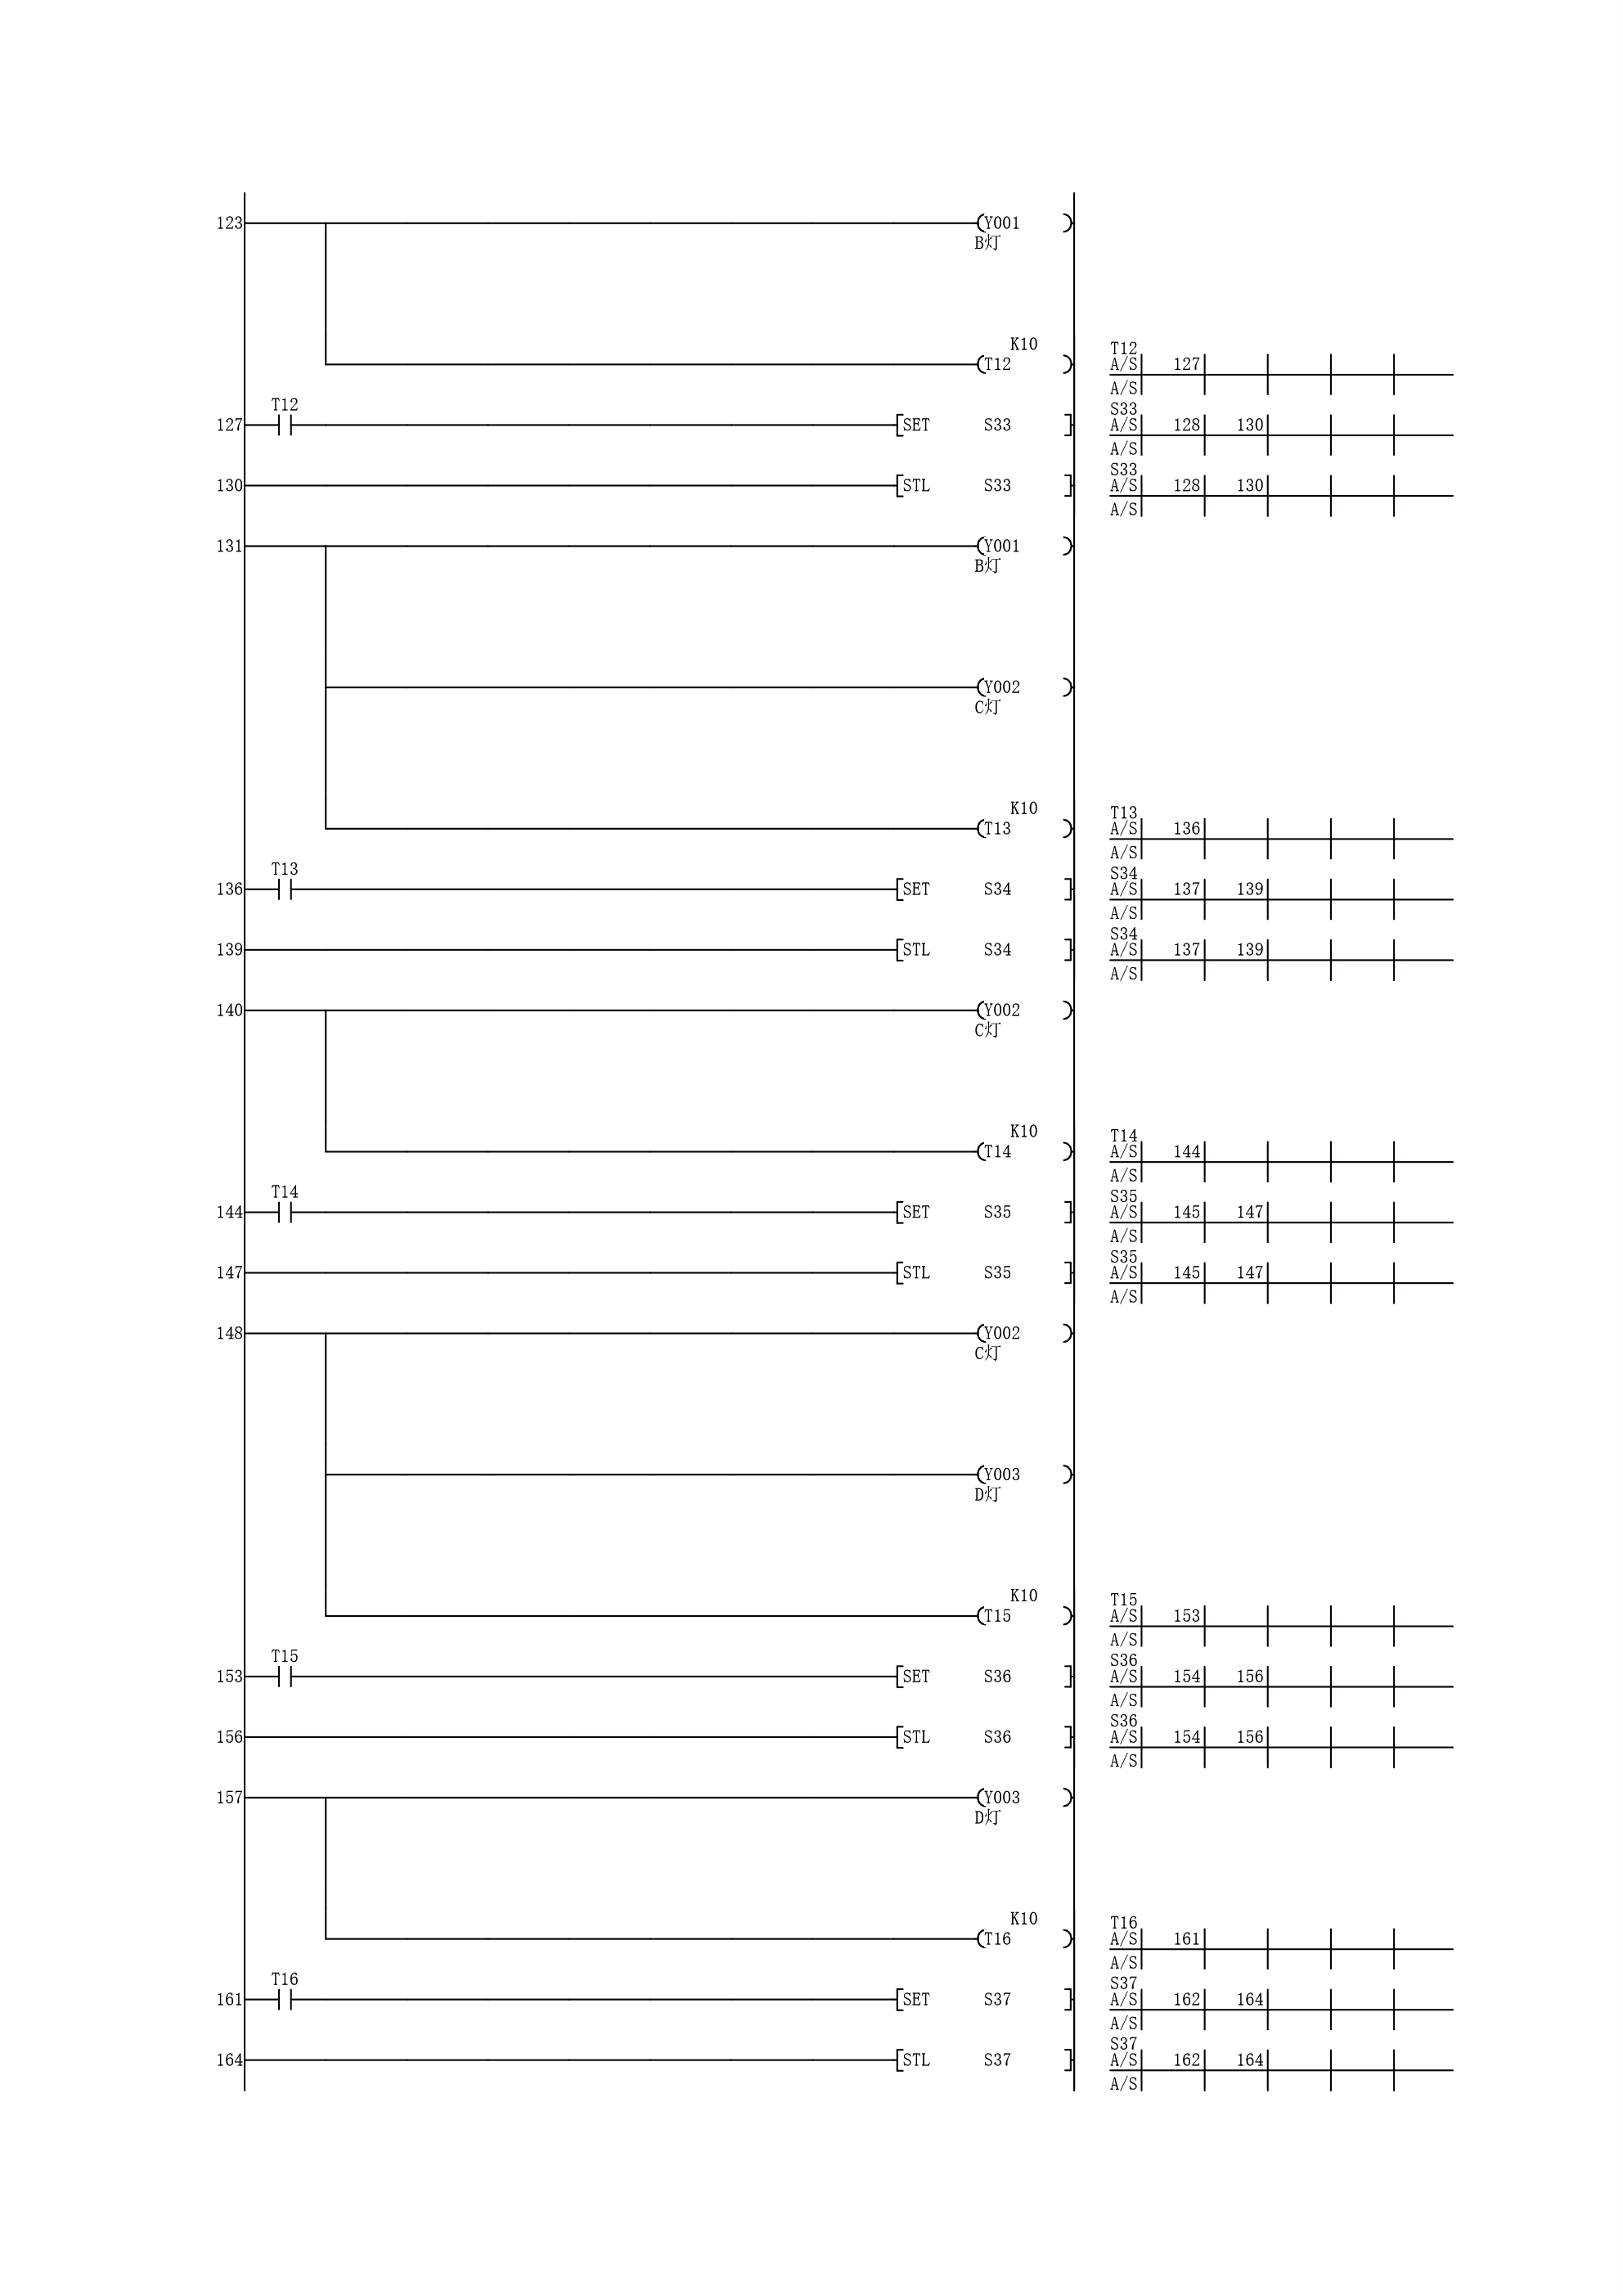 123 Y001
B灯
K10
T12 T12
A/S 127
A/S
T12 S33
127 SET S33 A/S 128 130
A/S
S33
130 STL S33 A/S 128 130
A/S
131 Y001
B灯
Y002
C灯
K10
T13 T13
A/S 136
A/S
T13 S34
136 SET S34 A/S 137 139
A/S
S34
139 STL S34 A/S 137 139
A/S
140 Y002
C灯
K10
T14 T14
A/S 144
A/S
T14 S35
144 SET S35 A/S 145 147
A/S
S35
147 STL S35 A/S 145 147
A/S
148 Y002
C灯
Y003
D灯
K10
T15 T15
A/S 153
A/S
T15 S36
153 SET S36 A/S 154 156
A/S
S36
156 STL S36 A/S 154 156
A/S
157 Y003
D灯
K10
T16 T16
A/S 161
A/S
T16 S37
161 SET S37 A/S 162 164
A/S
S37
164 STL S37 A/S 162 164
A/S